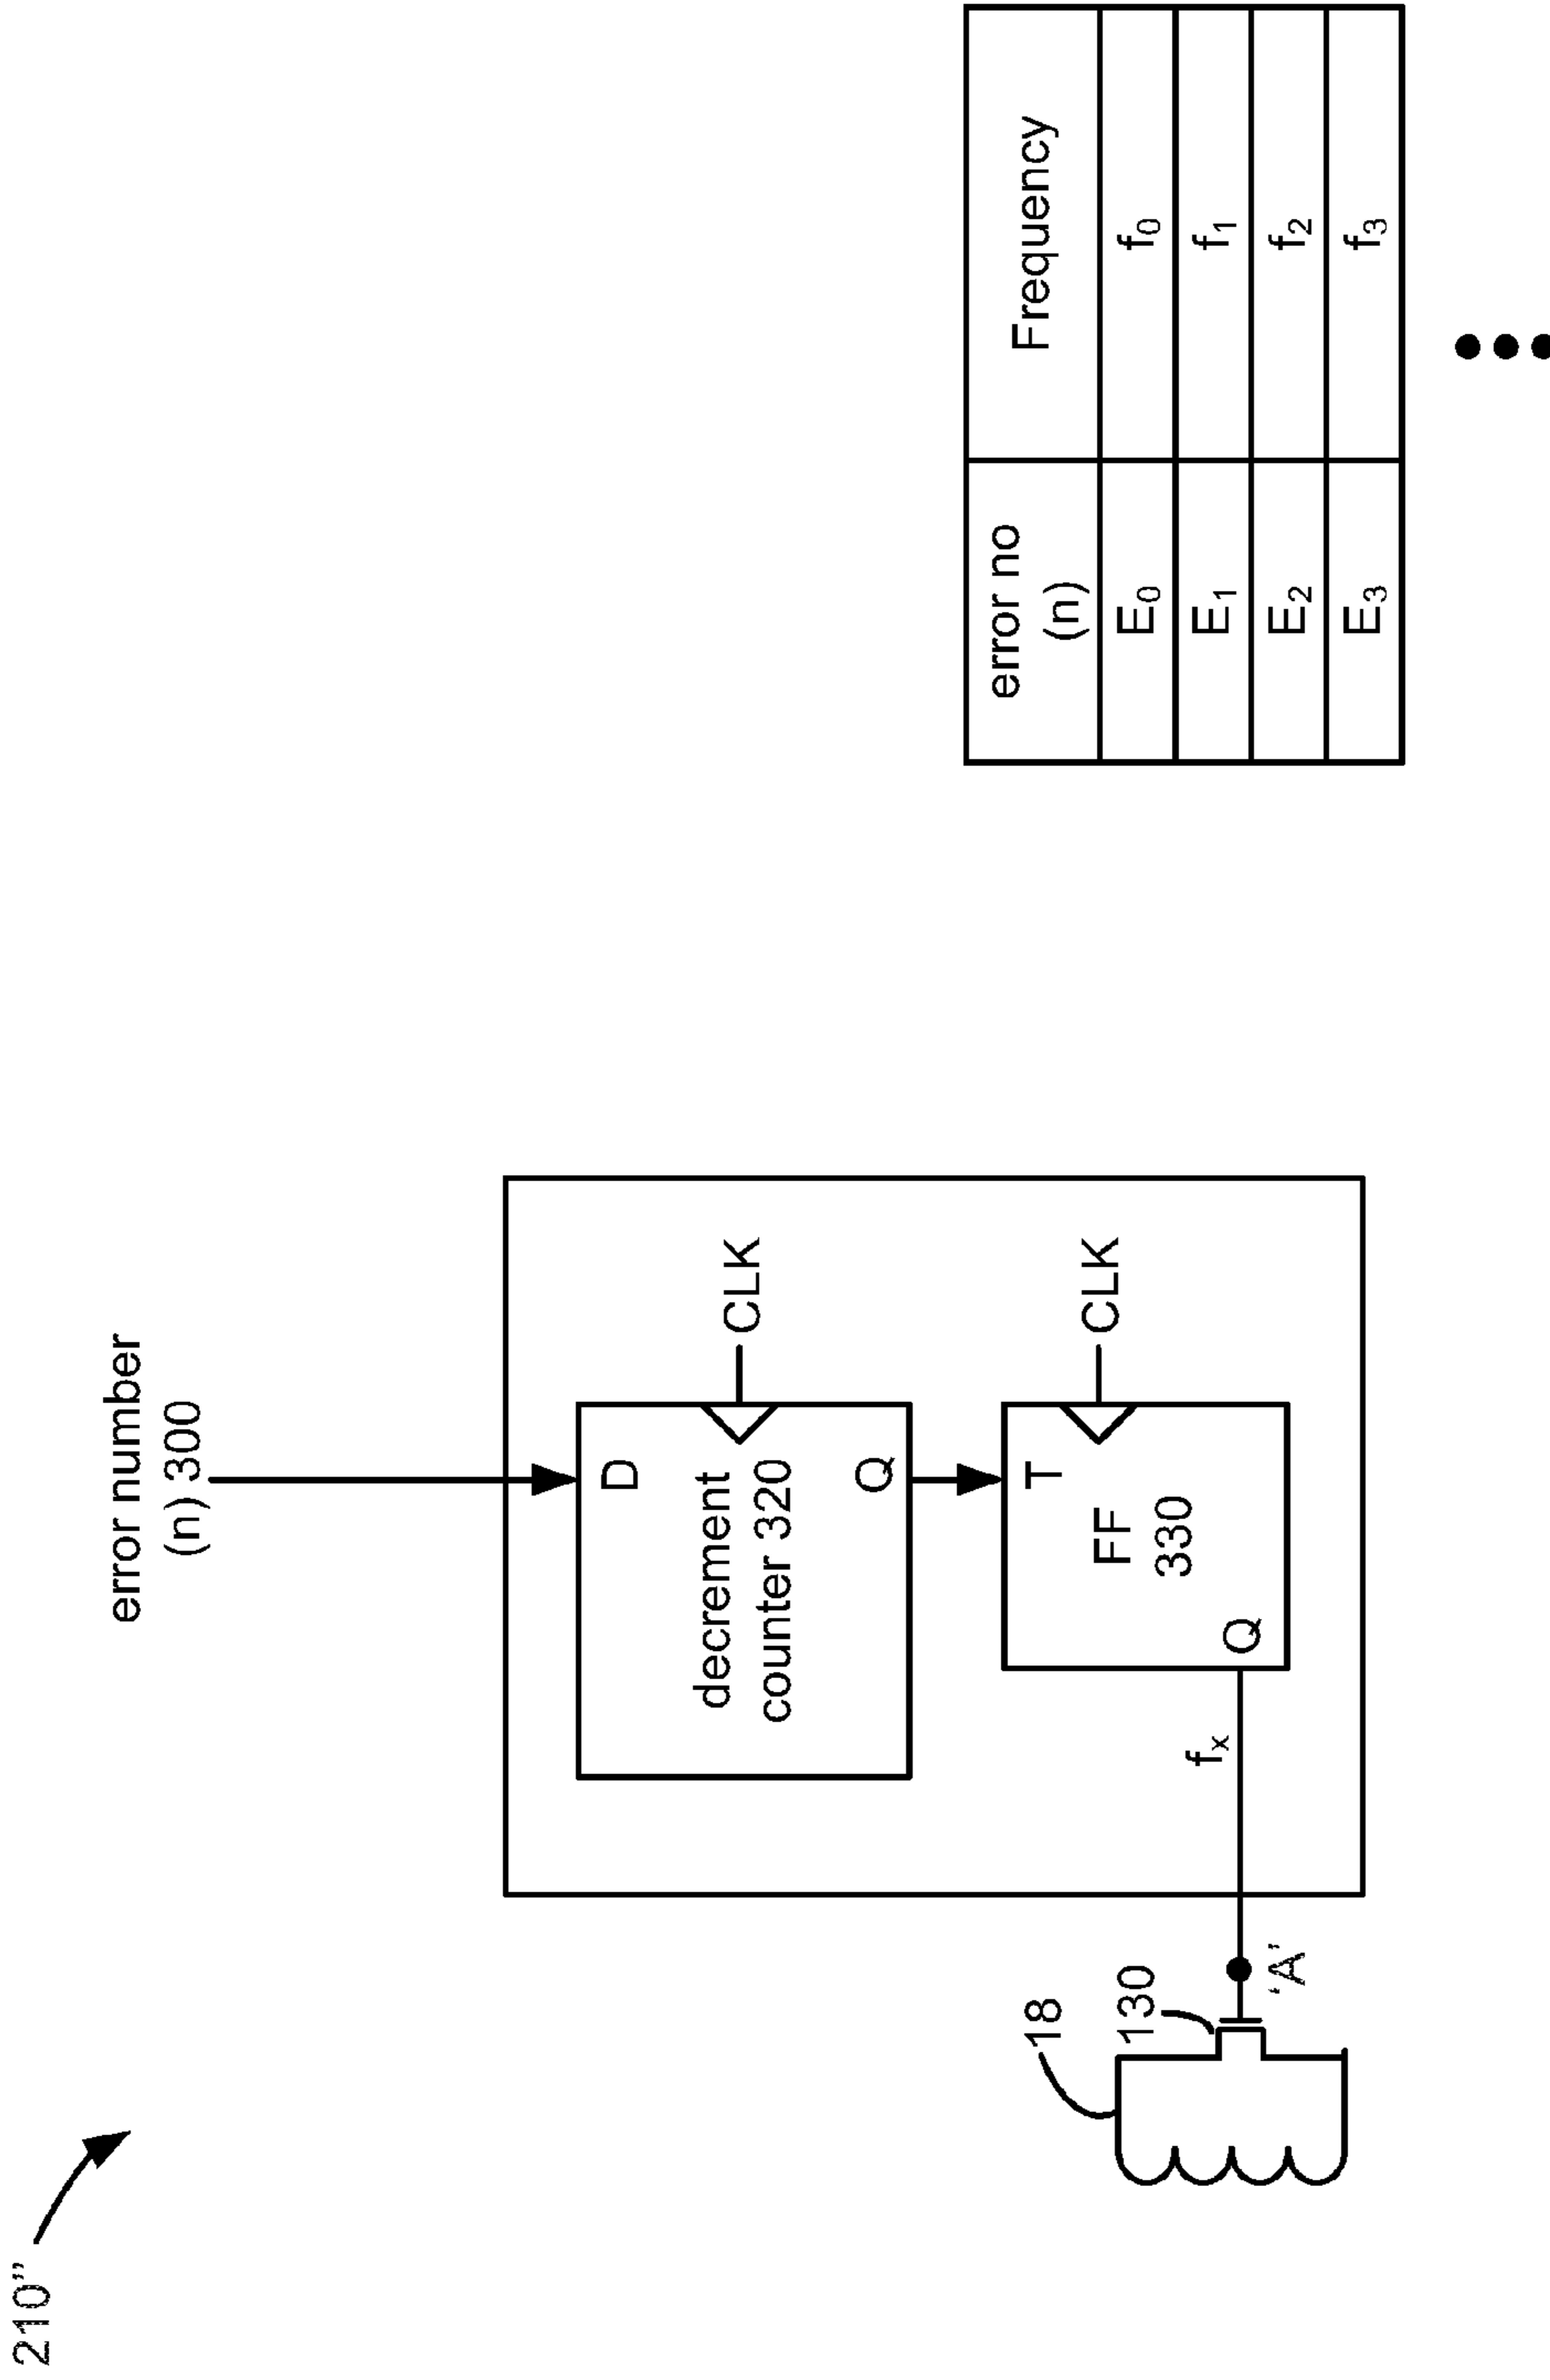 210”
error number
(n) 300
D
decrement
counter 320
CLK
Q
T
FF
330
CLK
Q
fₓ
18
130
‘A’
error no
(n)
Frequency
E₀
f₀
E₁
f₁
E₂
f₂
E₃
f₃